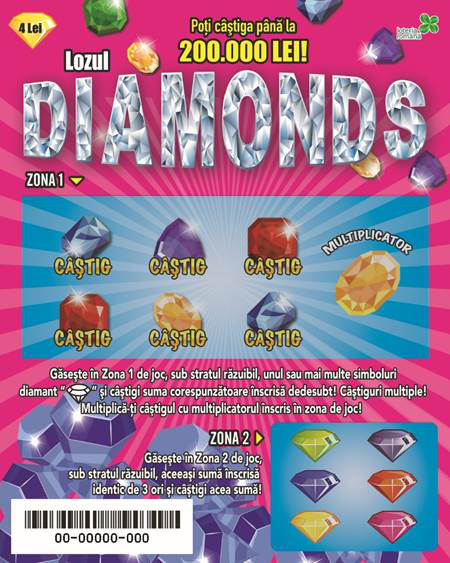 4 Lei
Poți câștiga până la
200.000 LEI!
loteria
română
Lozul
DIAMONDS
ZONA 1
MULTIPLICATOR
CÂȘTIG CÂȘTIG CÂȘTIG
CÂȘTIG CÂȘTIG CÂȘTIG
Găsește în Zona 1 de joc, sub stratul răzuibil, unul sau mai multe simboluri
diamant “ ” și câștigi suma corespunzătoare înscrisă dedesubt! Câștiguri multiple!
Multiplică-ți câștigul cu multiplicatorul înscris în zona de joc!
ZONA 2
Găsește în Zona 2 de joc,
sub stratul răzuibil, aceeași sumă înscrisă
identic de 3 ori și câștigi acea sumă!
00-00000-000